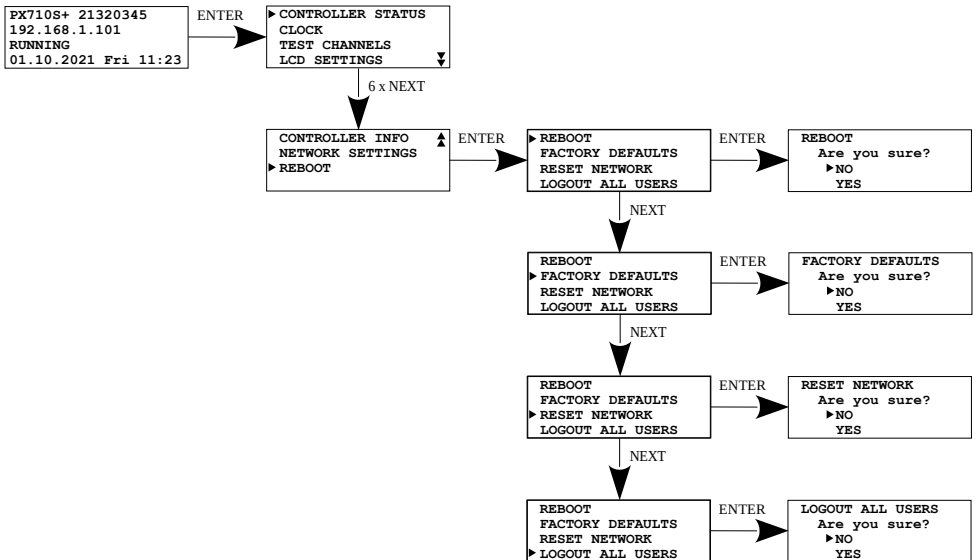 PX710S+ 21320345
192.168.1.101
RUNNING
01.10.2021 Fri 11:23
ENTER
CONTROLLER STATUS
CLOCK
TEST CHANNELS
LCD SETTINGS
6 x NEXT
CONTROLLER INFO
NETWORK SETTINGS
REBOOT
ENTER
REBOOT
FACTORY DEFAULTS
RESET NETWORK
LOGOUT ALL USERS
ENTER
REBOOT
Are you sure?
NO
YES
NEXT
REBOOT
FACTORY DEFAULTS
RESET NETWORK
LOGOUT ALL USERS
ENTER
FACTORY DEFAULTS
Are you sure?
NO
YES
NEXT
REBOOT
FACTORY DEFAULTS
RESET NETWORK
LOGOUT ALL USERS
ENTER
RESET NETWORK
Are you sure?
NO
YES
NEXT
REBOOT
FACTORY DEFAULTS
RESET NETWORK
LOGOUT ALL USERS
ENTER
LOGOUT ALL USERS
Are you sure?
NO
YES